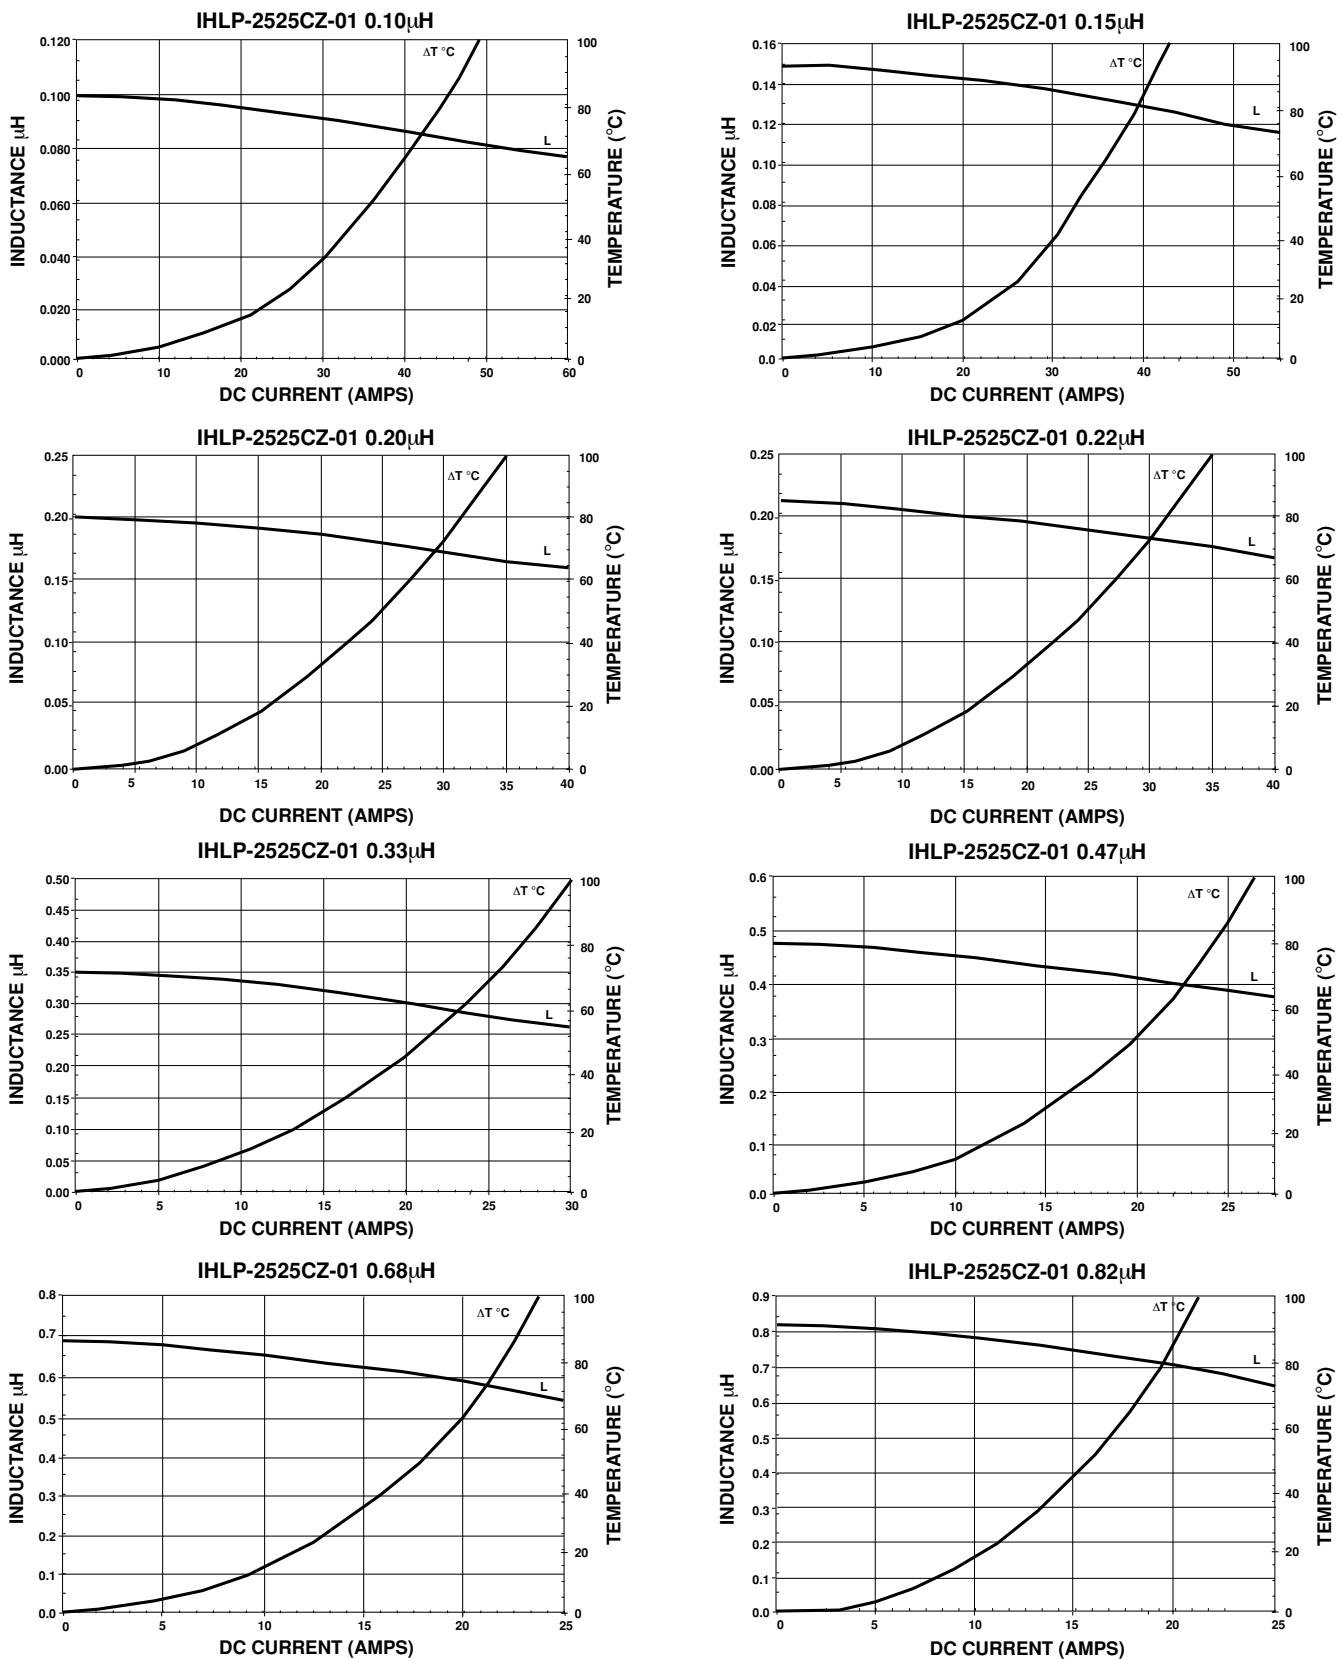 IHLP-2525CZ-01 0.10μH
ΔT °C
L
INDUCTANCE μH
0.120
0.100
0.080
0.060
0.040
0.020
0.000
TEMPERATURE (°C)
100
80
60
40
20
0
0 10 20 30 40 50 60
DC CURRENT (AMPS)
IHLP-2525CZ-01 0.15μH
ΔT °C
L
INDUCTANCE μH
0.16
0.14
0.12
0.10
0.08
0.06
0.04
0.02
0.0
TEMPERATURE (°C)
100
80
60
40
20
0
0 10 20 30 40 50
DC CURRENT (AMPS)
IHLP-2525CZ-01 0.20μH
ΔT °C
L
INDUCTANCE μH
0.25
0.20
0.15
0.10
0.05
0.00
TEMPERATURE (°C)
100
80
60
40
20
0
0 5 10 15 20 25 30 35 40
DC CURRENT (AMPS)
IHLP-2525CZ-01 0.22μH
ΔT °C
L
INDUCTANCE μH
0.25
0.20
0.15
0.10
0.05
0.00
TEMPERATURE (°C)
100
80
60
40
20
0
0 5 10 15 20 25 30 35 40
DC CURRENT (AMPS)
IHLP-2525CZ-01 0.33μH
ΔT °C
L
INDUCTANCE μH
0.50
0.45
0.40
0.35
0.30
0.25
0.20
0.15
0.10
0.05
0.00
TEMPERATURE (°C)
100
80
60
40
20
0
0 5 10 15 20 25 30
DC CURRENT (AMPS)
IHLP-2525CZ-01 0.47μH
ΔT °C
L
INDUCTANCE μH
0.6
0.5
0.4
0.3
0.2
0.1
0.0
TEMPERATURE (°C)
100
80
60
40
20
0
0 5 10 15 20 25
DC CURRENT (AMPS)
IHLP-2525CZ-01 0.68μH
ΔT °C
L
INDUCTANCE μH
0.8
0.7
0.6
0.5
0.4
0.3
0.2
0.1
0.0
TEMPERATURE (°C)
100
80
60
40
20
0
0 5 10 15 20 25
DC CURRENT (AMPS)
IHLP-2525CZ-01 0.82μH
ΔT °C
L
INDUCTANCE μH
0.9
0.8
0.7
0.6
0.5
0.4
0.3
0.2
0.1
0.0
TEMPERATURE (°C)
100
80
60
40
20
0
0 5 10 15 20 25
DC CURRENT (AMPS)